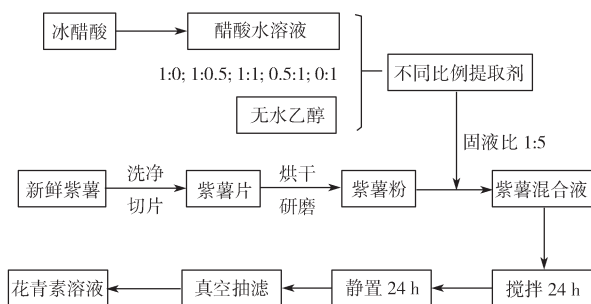 冰醋酸
醋酸水溶液
1:0; 1:0.5; 1:1; 0.5:1; 0:1
不同比例提取剂
无水乙醇
固液比 1:5
新鲜紫薯
洗净
切片
紫薯片
烘干
研磨
紫薯粉
紫薯混合液
花青素溶液
真空抽滤
静置 24 h
搅拌 24 h